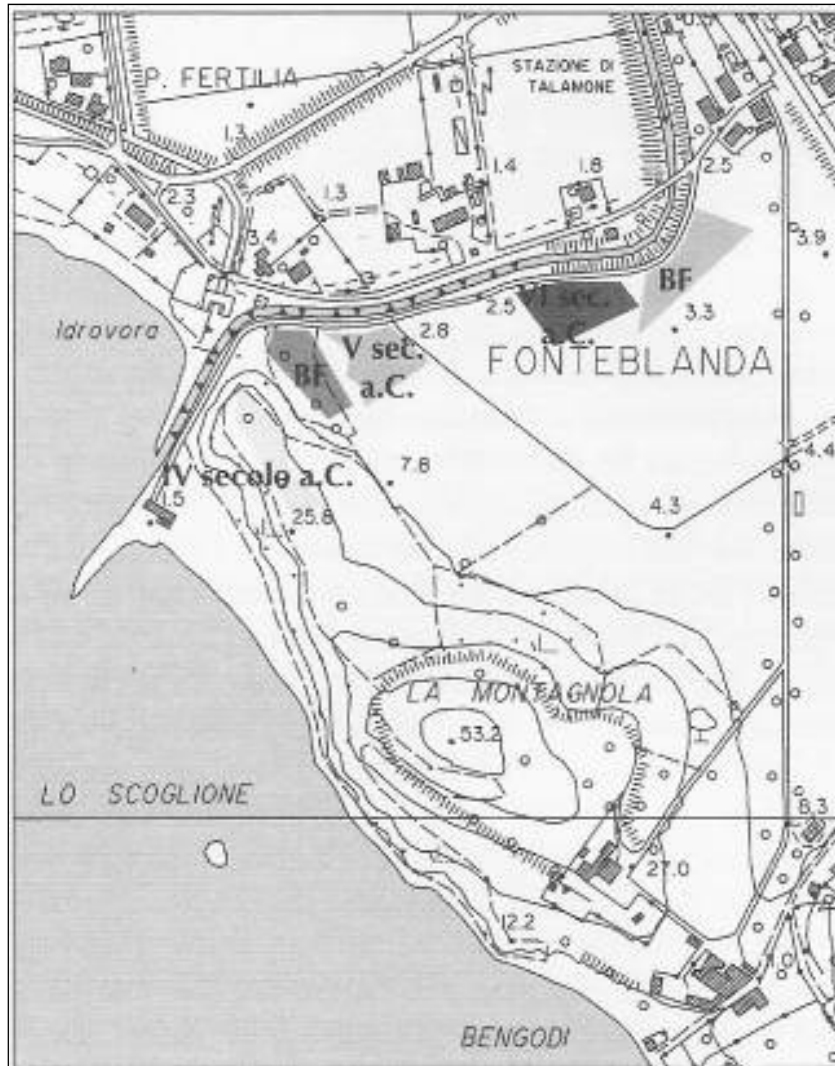 P. FERTILIA
STAZIONE DI
TALAMONE
1.3
1.4
1.8
2.5
2.3
1.3
3.4
3.9
BF
VI sec.
a.C.
2.5
3.3
Idrovora
2.8
V sec.
a.C.
BF
FONTEBLANDA
4.4
IV secolo a.C.
7.8
1.5
4.3
25.8
LA MONTAGNOLA
53.2
LO SCOGLIONE
8.3
27.0
12.2
BENGODI